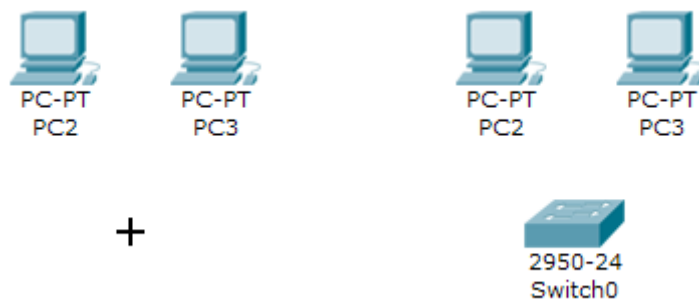 PC-PT
PC2
PC-PT
PC3
PC-PT
PC2
PC-PT
PC3
2950-24
Switch0